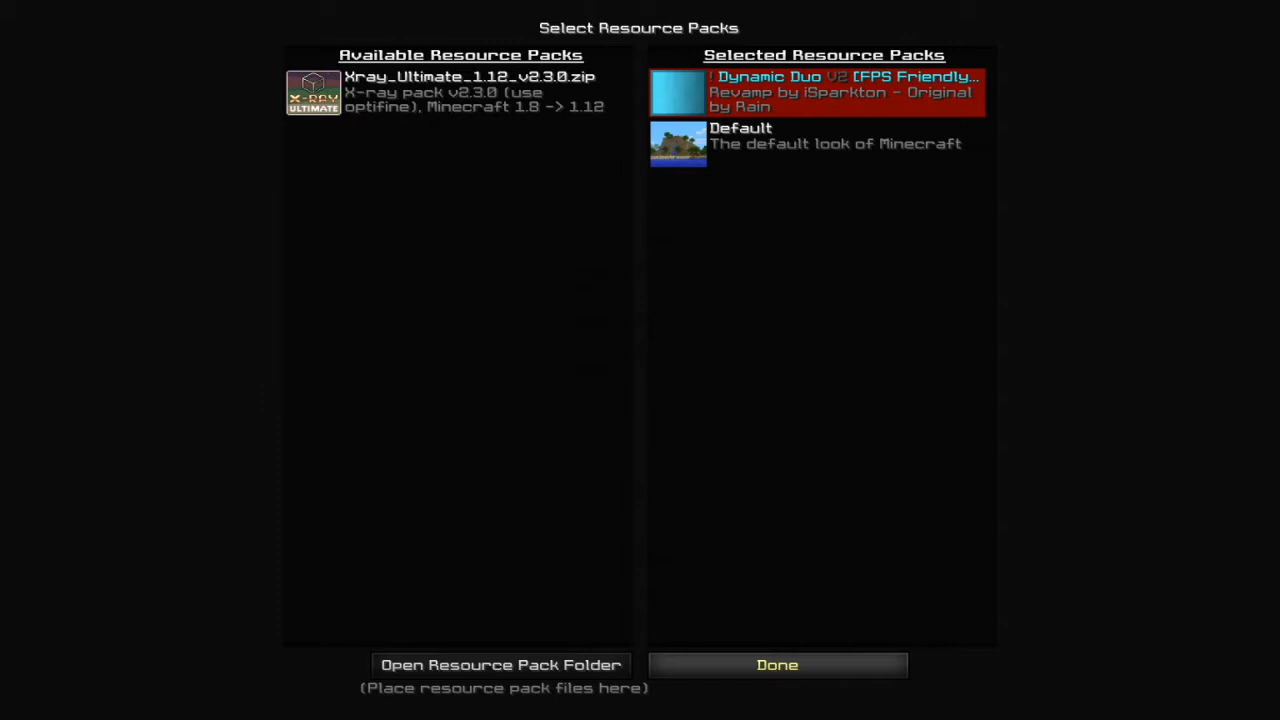 Select Resource Packs
Available Resource Packs
X-RAY
ULTIMATE
Xray_Ultimate_1.12_v2.3.0.zip
X-ray pack v2.3.0 (use
optifine), Minecraft 1.8 -> 1.12
Selected Resource Packs
! Dynamic Duo V2 [FPS Friendly...
Revamp by iSparkton - Original
by Rain
Default
The default look of Minecraft
Open Resource Pack Folder
Done
(Place resource pack files here)